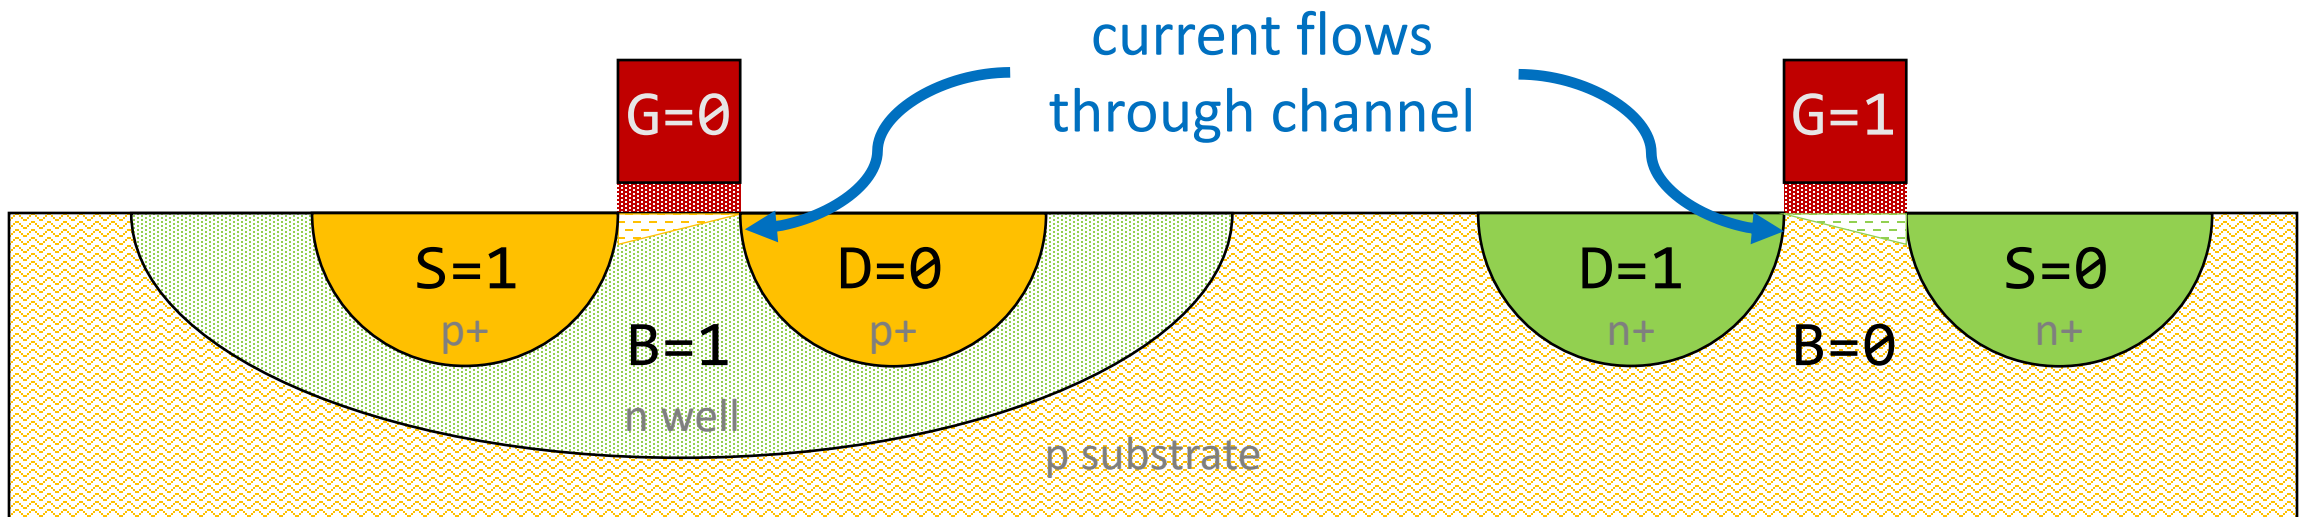 current flows
through channel
G=0
G=1
S=1
D=0
D=1
S=0
p+
B=1
p+
n+
B=0
n+
n well
p substrate